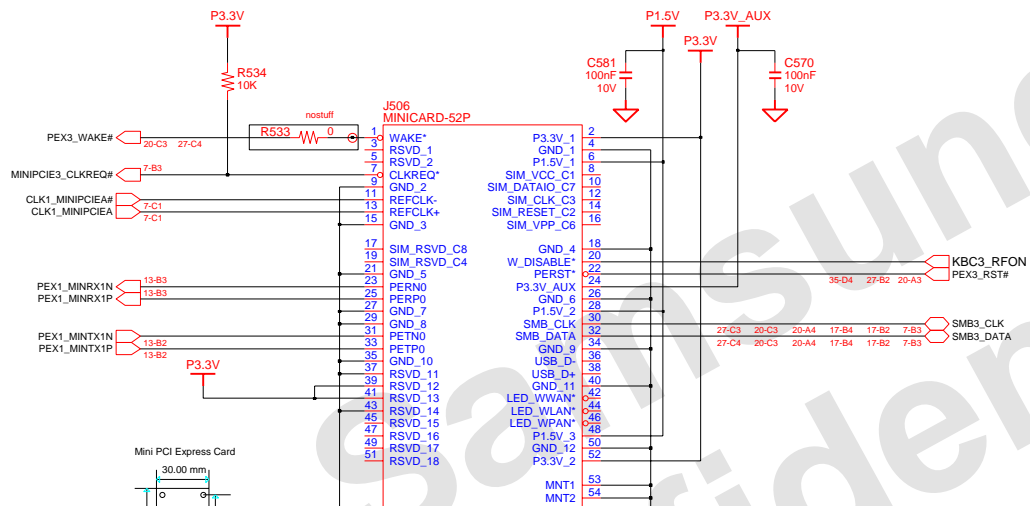 P3.3V
P1.5V
P3.3V_AUX
P3.3V
R534
10K
C581
100nF
10V
C570
100nF
10V
J506
MINICARD-52P
nostuff
R533 0
PEX3_WAKE#
20-C3 27-C4
MINIPCIE3_CLKREQ#
7-B3
CLK1_MINIPCIEA#
7-C1
CLK1_MINIPCIEA
7-C1
PEX1_MINRX1N
13-B3
PEX1_MINRX1P
13-B3
PEX1_MINTX1N
13-B2
PEX1_MINTX1P
13-B2
P3.3V
1 WAKE*
3 RSVD_1
5 RSVD_2
7 CLKREQ*
9 GND_2
11 REFCLK-
13 REFCLK+
15 GND_3
17 SIM_RSVD_C8
19 SIM_RSVD_C4
21 GND_5
23 PERN0
25 PERP0
27 GND_7
29 GND_8
31 PETN0
33 PETP0
35 GND_10
37 RSVD_11
39 RSVD_12
41 RSVD_13
43 RSVD_14
45 RSVD_15
47 RSVD_16
49 RSVD_17
51 RSVD_18
P3.3V_1 2
GND_1 4
P1.5V_1 6
SIM_VCC_C1 8
SIM_DATAIO_C7 10
SIM_CLK_C3 12
SIM_RESET_C2 14
SIM_VPP_C6 16
GND_4 18
W_DISABLE* 20
PERST* 22
P3.3V_AUX 24
GND_6 26
P1.5V_2 28
SMB_CLK 30
SMB_DATA 32
GND_9 34
USB_D- 36
USB_D+ 38
GND_11 40
LED_WWAN* 42
LED_WLAN* 44
LED_WPAN* 46
P1.5V_3 48
GND_12 50
P3.3V_2 52
MNT1 53
MNT2 54
KBC3_RFON
PEX3_RST#
35-D4 27-B2 20-A3
SMB3_CLK
27-C3 20-C3 20-A4 17-B4 17-B2 7-B3
SMB3_DATA
27-C4 20-C3 20-A4 17-B4 17-B2 7-B3
Mini PCI Express Card
30.00 mm
Samsung